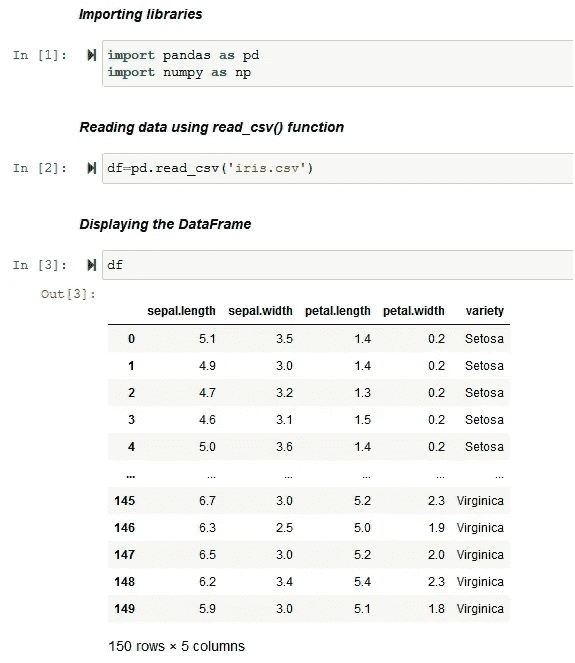 Importing libraries
In [1]: import pandas as pd
import numpy as np
Reading data using read_csv() function
In [2]: df=pd.read_csv('iris.csv')
Displaying the DataFrame
In [3]: df
Out[3]:
sepal.length sepal.width petal.length petal.width variety
0 5.1 3.5 1.4 0.2 Setosa
1 4.9 3.0 1.4 0.2 Setosa
2 4.7 3.2 1.3 0.2 Setosa
3 4.6 3.1 1.5 0.2 Setosa
4 5.0 3.6 1.4 0.2 Setosa
... ... ... ... ... ...
145 6.7 3.0 5.2 2.3 Virginica
146 6.3 2.5 5.0 1.9 Virginica
147 6.5 3.0 5.2 2.0 Virginica
148 6.2 3.4 5.4 2.3 Virginica
149 5.9 3.0 5.1 1.8 Virginica
150 rows × 5 columns